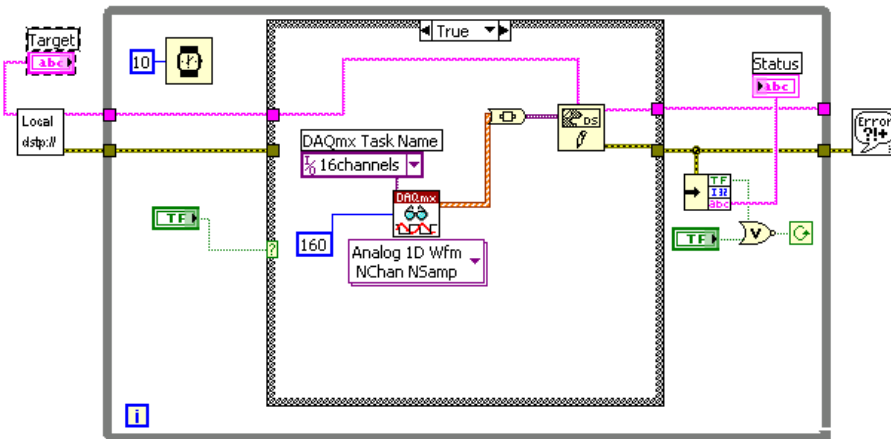 True
Target
abc
10
Status
abc
Local
dstp://
Error
?!+
DS
DAQmx Task Name
I/O 16channels
DAQmx
TF
?
160
Analog 1D Wfm
NChan NSamp
TF
I32
abc
TF
V
i